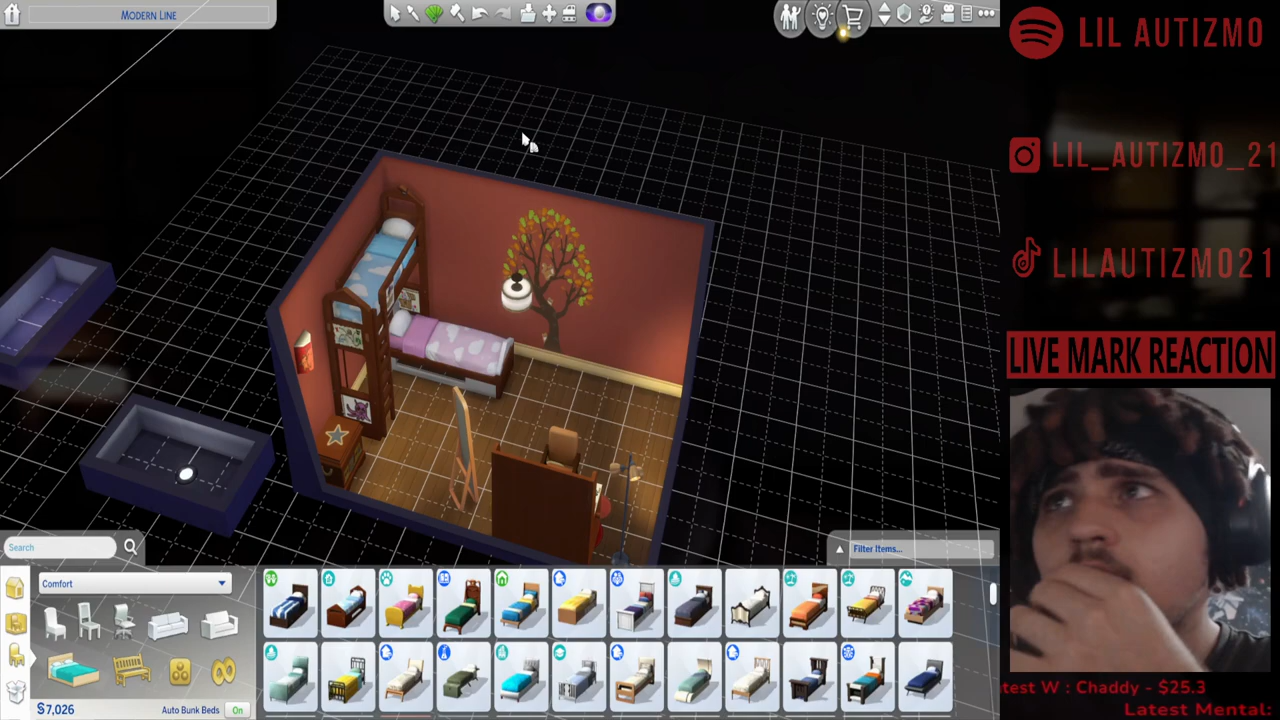 MODERN LINE
LIL AUTIZMO
LIL_AUTIZMO_21
LILAUTIZMO21
LIVE MARK REACTION
Search
Filter Items...
Comfort
$7,026
Auto Bunk Beds
On
test W : Chaddy - $25.3
Latest Mental: